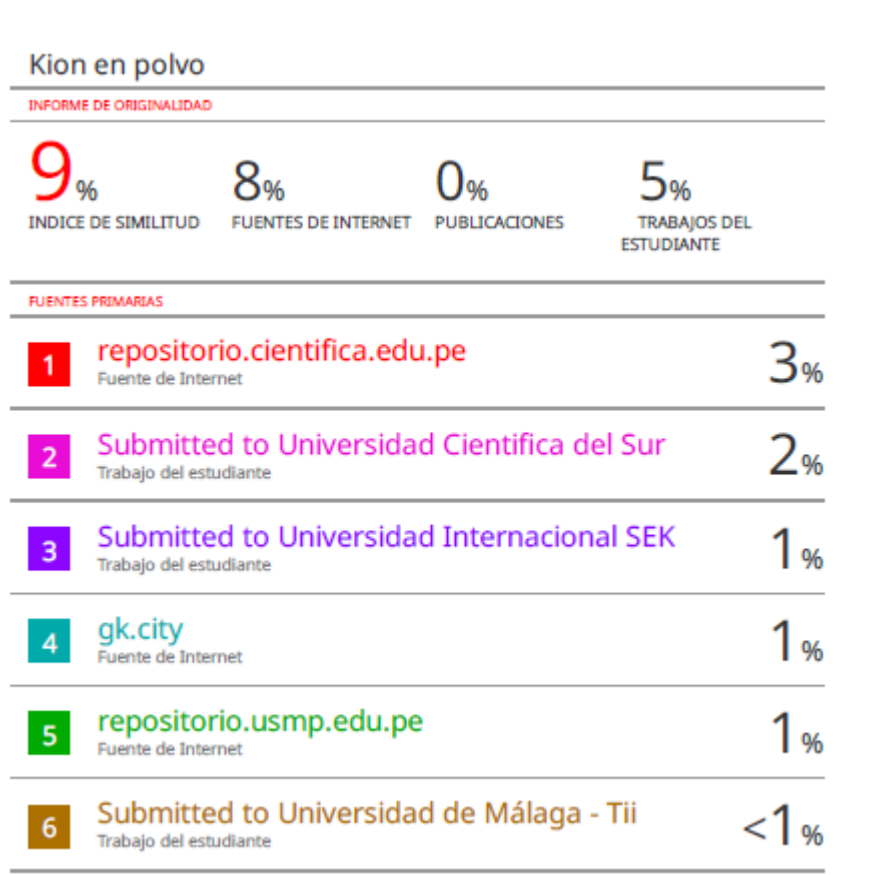 Kion en polvo
INFORME DE ORIGINALIDAD
9% 8% 0% 5%
INDICE DE SIMILITUD FUENTES DE INTERNET PUBLICACIONES TRABAJOS DEL
ESTUDIANTE
FUENTES PRIMARIAS
1 repositorio.cientifica.edu.pe 3%
Fuente de Internet
2 Submitted to Universidad Cientifica del Sur 2%
Trabajo del estudiante
3 Submitted to Universidad Internacional SEK 1%
Trabajo del estudiante
4 gk.city 1%
Fuente de Internet
5 repositorio.usmp.edu.pe 1%
Fuente de Internet
6 Submitted to Universidad de Málaga - Tii <1%
Trabajo del estudiante